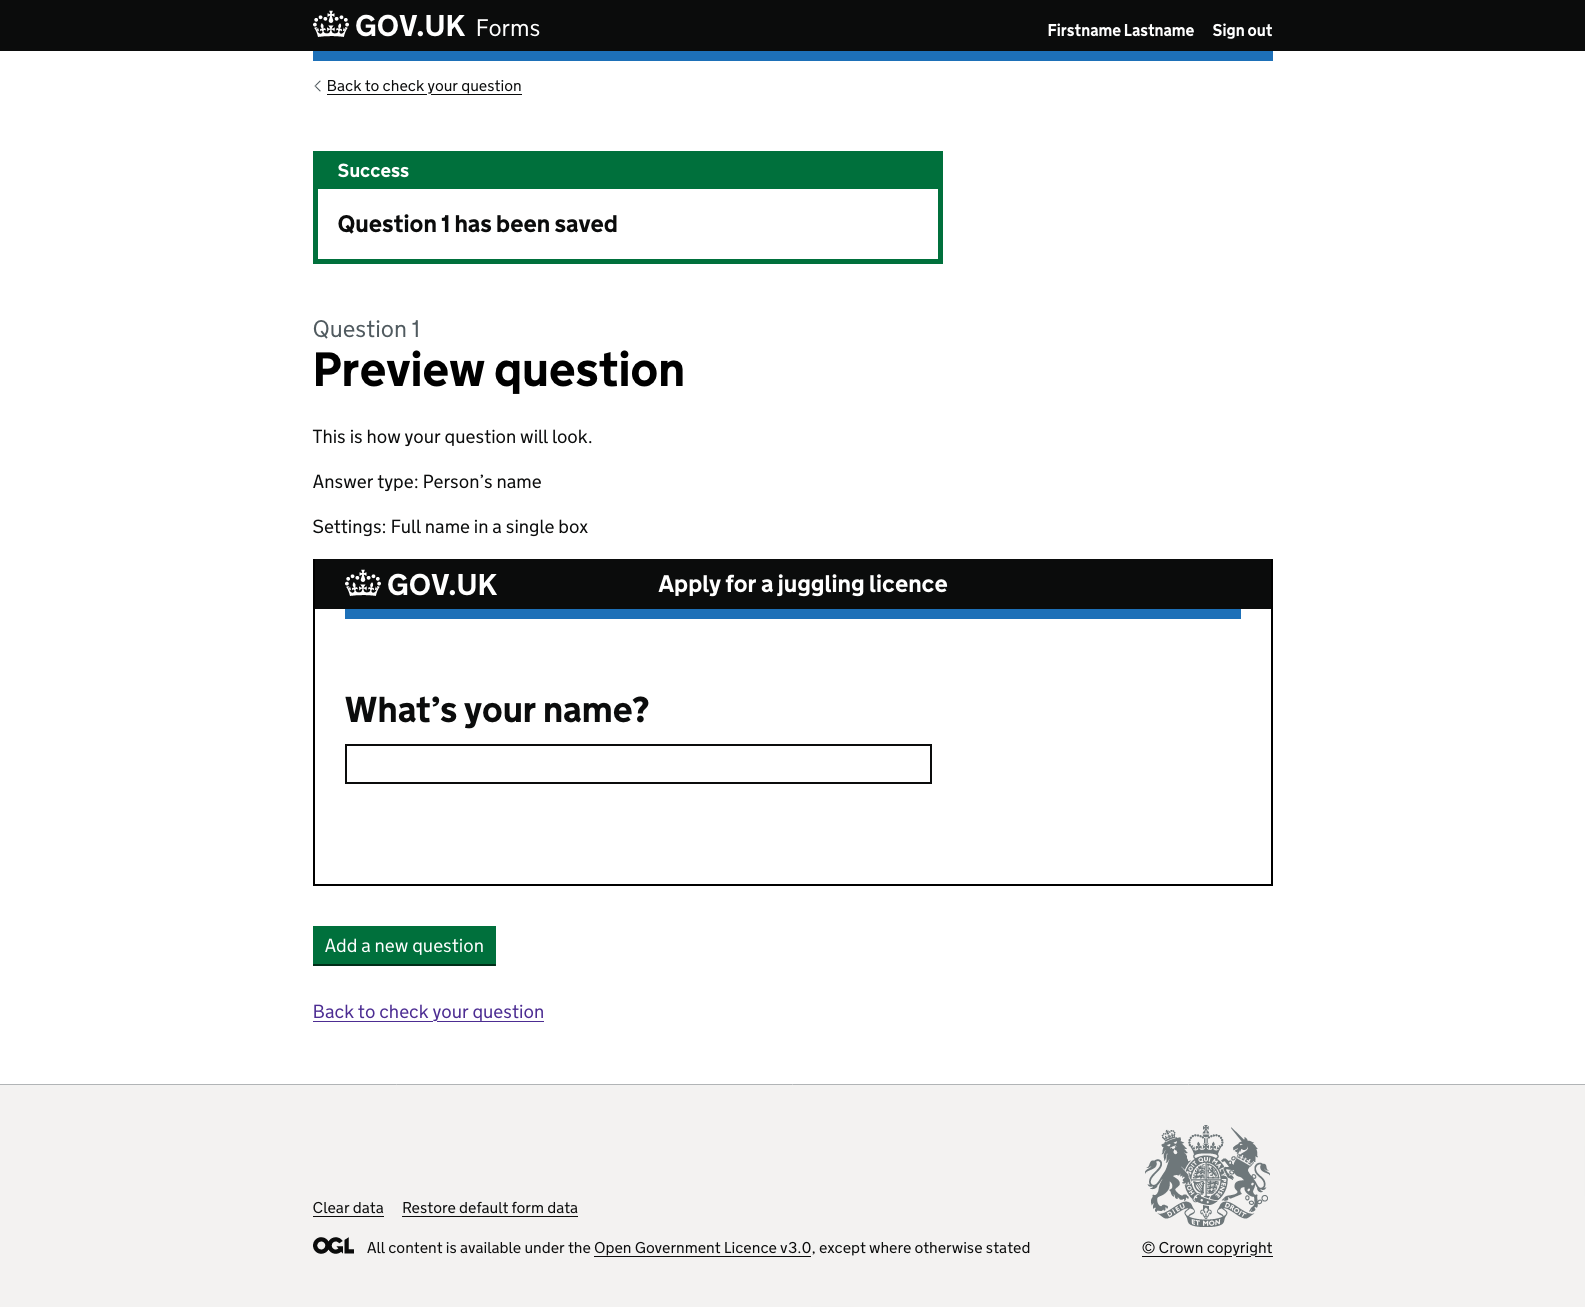 GOV.UK Forms
Firstname Lastname Sign out
Back to check your question
Success
Question 1 has been saved
Question 1
Preview question
This is how your question will look.
Answer type: Person’s name
Settings: Full name in a single box
GOV.UK Apply for a juggling licence
What’s your name?
Add a new question
Back to check your question
Clear data Restore default form data
OGL All content is available under the Open Government Licence v3.0, except where otherwise stated
DIEU ET MON DROIT
© Crown copyright